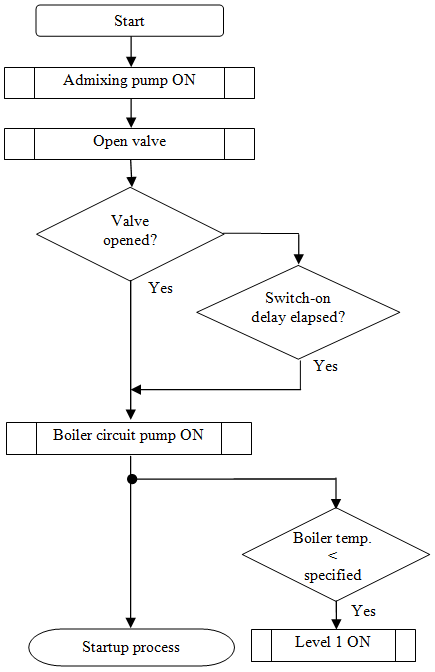 Start
Admixing pump ON
Open valve
Valve
opened?
Yes
Switch-on
delay elapsed?
Yes
Boiler circuit pump ON
Boiler temp.
<
specified
Yes
Startup process
Level 1 ON